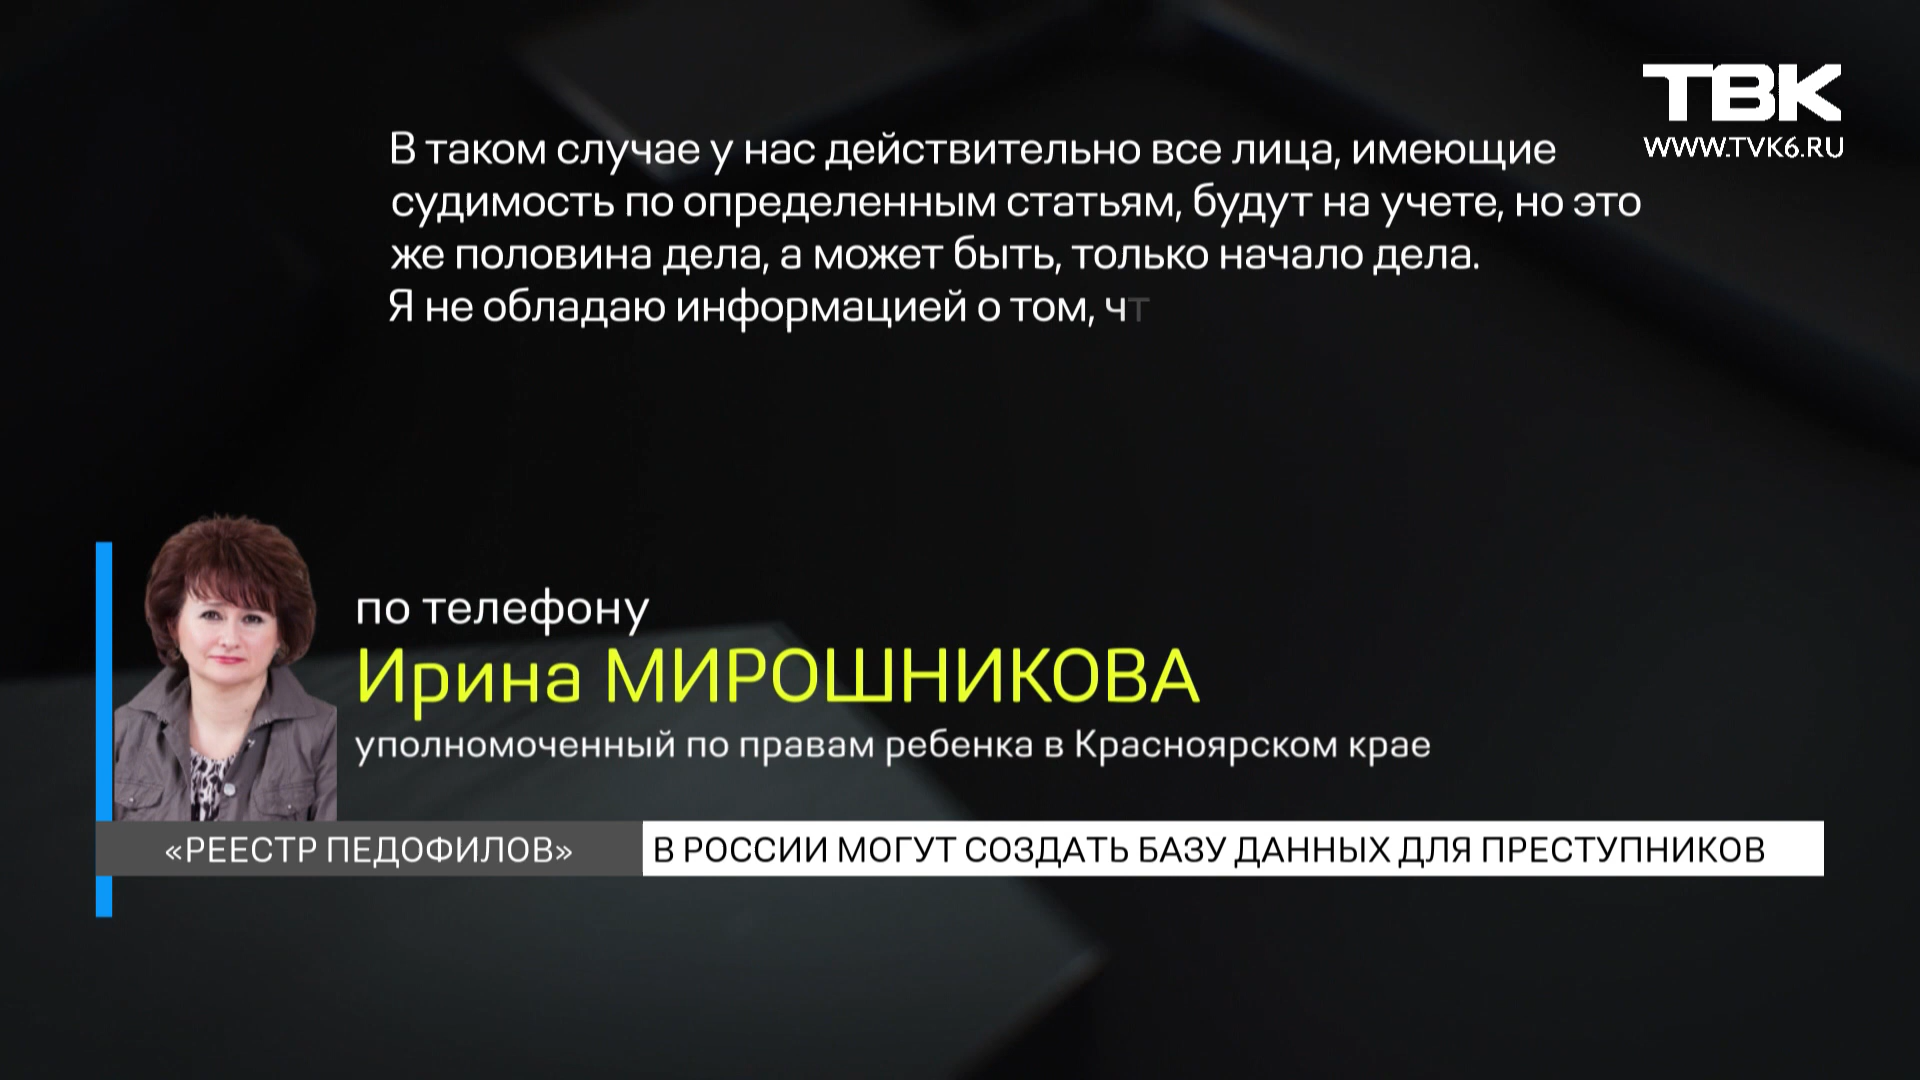 ТВК
WWW.TVK6.RU
В таком случае у нас действительно все лица, имеющие
судимость по определенным статьям, будут на учете, но это
же половина дела, а может быть, только начало дела.
Я не обладаю информацией о том, чт
по телефону
Ирина МИРОШНИКОВА
уполномоченный по правам ребенка в Красноярском крае
«РЕЕСТР ПЕДОФИЛОВ» В РОССИИ МОГУТ СОЗДАТЬ БАЗУ ДАННЫХ ДЛЯ ПРЕСТУПНИКОВ